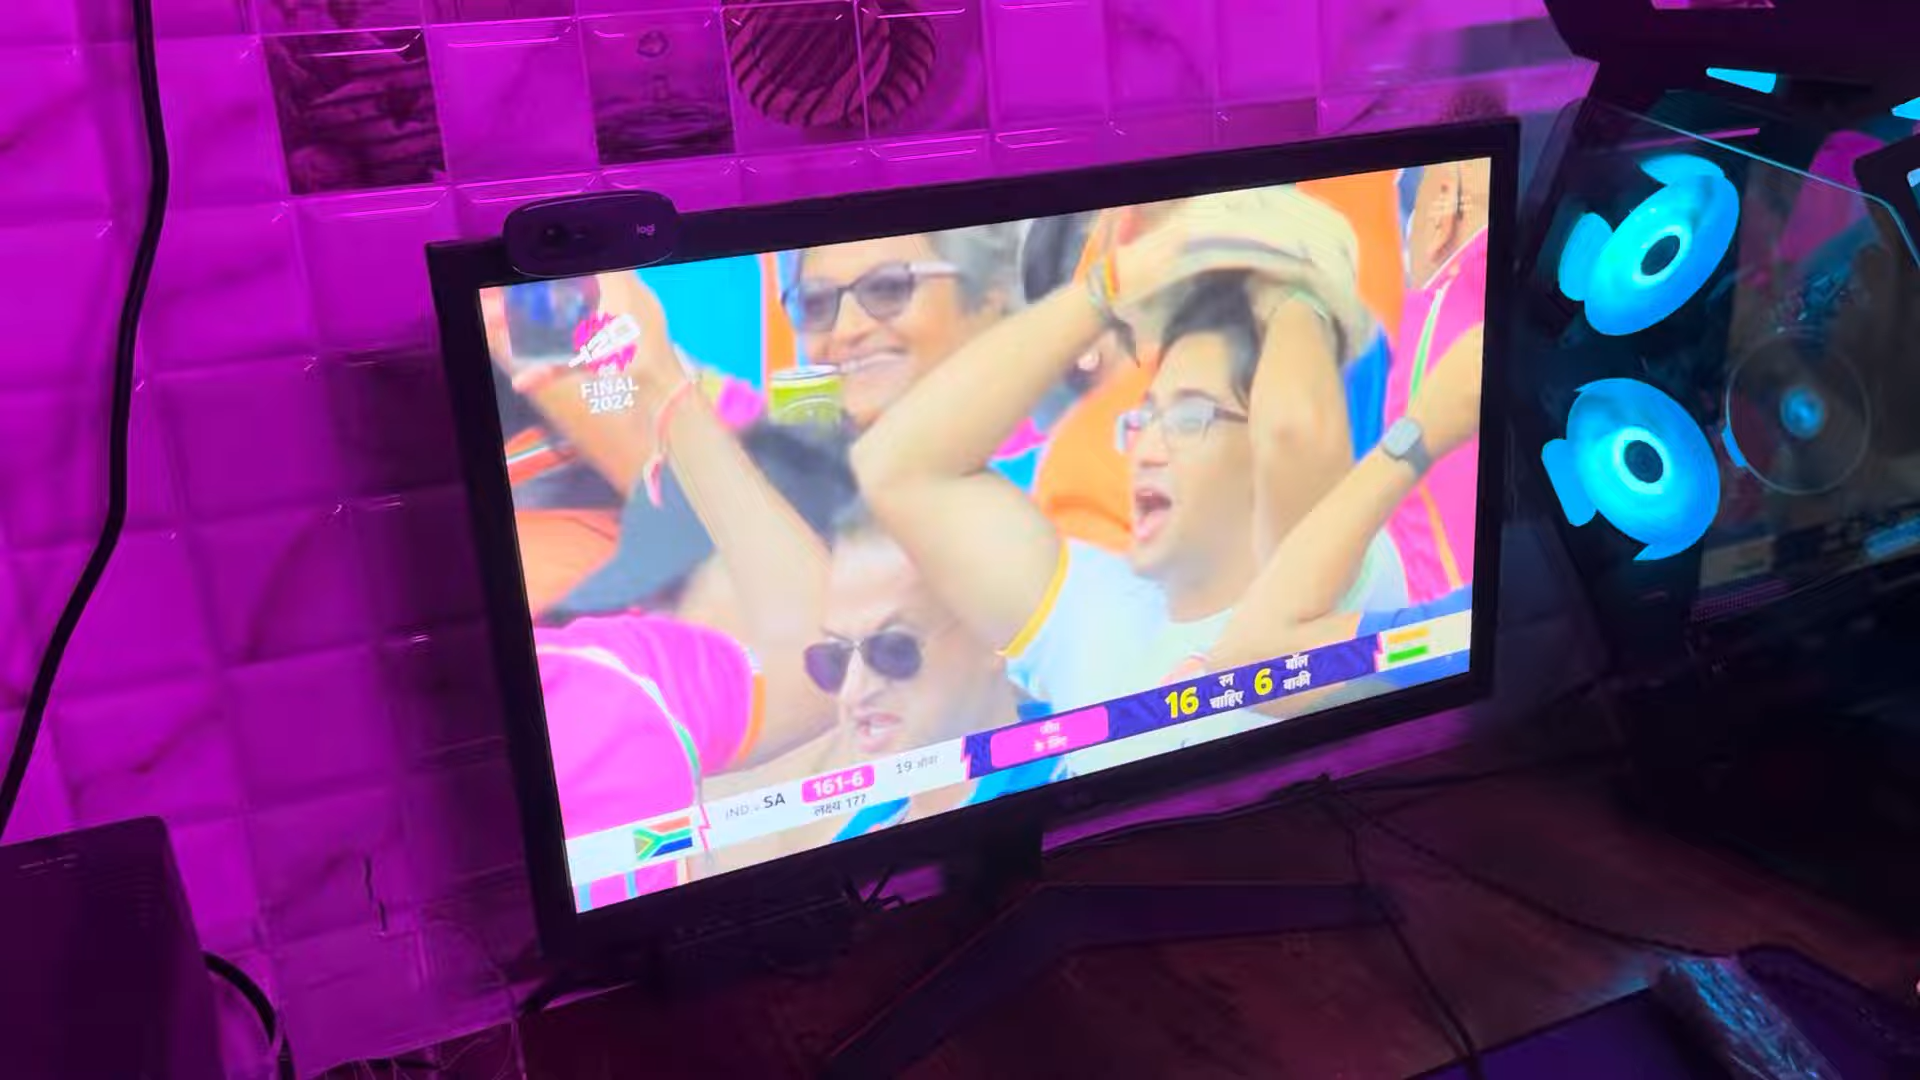 logi
T20
FINAL
2024
IND v SA
161-6
19 ओवर
लक्ष्य 177
जीत
के लिए
16 रन
चाहिए
6 बॉल
बाकी